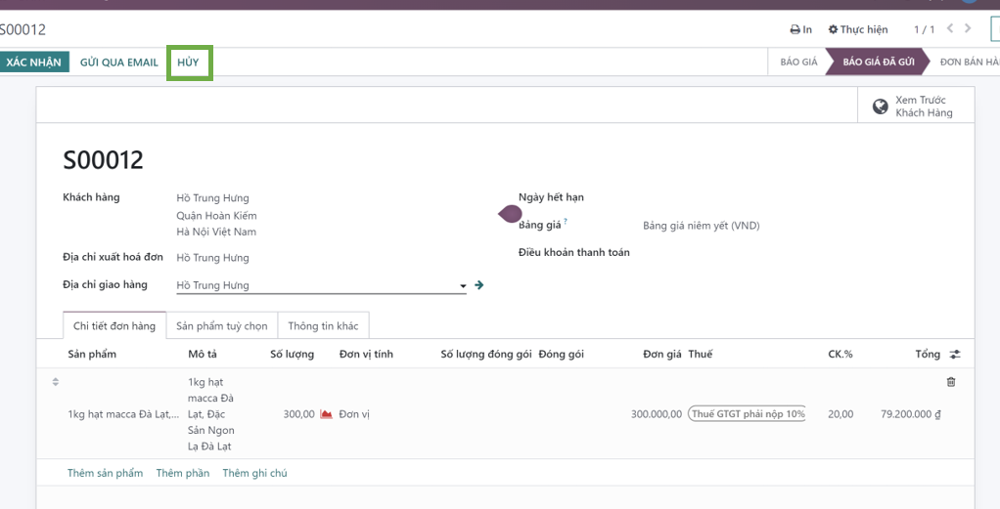 S00012
In
Thực hiện
1 / 1
XÁC NHẬN
GỬI QUA EMAIL
HỦY
BÁO GIÁ
BÁO GIÁ ĐÃ GỬI
ĐƠN BÁN HÀ
Xem Trước
Khách Hàng
S00012
Khách hàng
Hồ Trung Hưng
Quận Hoàn Kiếm
Hà Nội Việt Nam
Địa chỉ xuất hoá đơn
Hồ Trung Hưng
Địa chỉ giao hàng
Hồ Trung Hưng
Ngày hết hạn
Bảng giá ?
Bảng giá niêm yết (VND)
Điều khoản thanh toán
Chi tiết đơn hàng
Sản phẩm tuỳ chọn
Thông tin khác
Sản phẩm
Mô tả
Số lượng
Đơn vị tính
Số lượng đóng gói
Đóng gói
Đơn giá
Thuế
CK.%
Tổng
1kg hạt macca Đà Lạt,...
1kg hạt
macca Đà
Lạt, Đặc
Sản Ngon
Lạ Đà Lạt
300,00
Đơn vị
300.000,00
Thuế GTGT phải nộp 10%
20,00
79.200.000 ₫
Thêm sản phẩm
Thêm phần
Thêm ghi chú